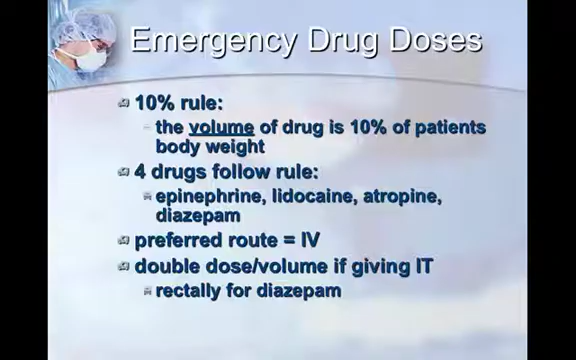 Emergency Drug Doses
10% rule:
the volume of drug is 10% of patients
body weight
4 drugs follow rule:
epinephrine, lidocaine, atropine,
diazepam
preferred route = IV
double dose/volume if giving IT
rectally for diazepam